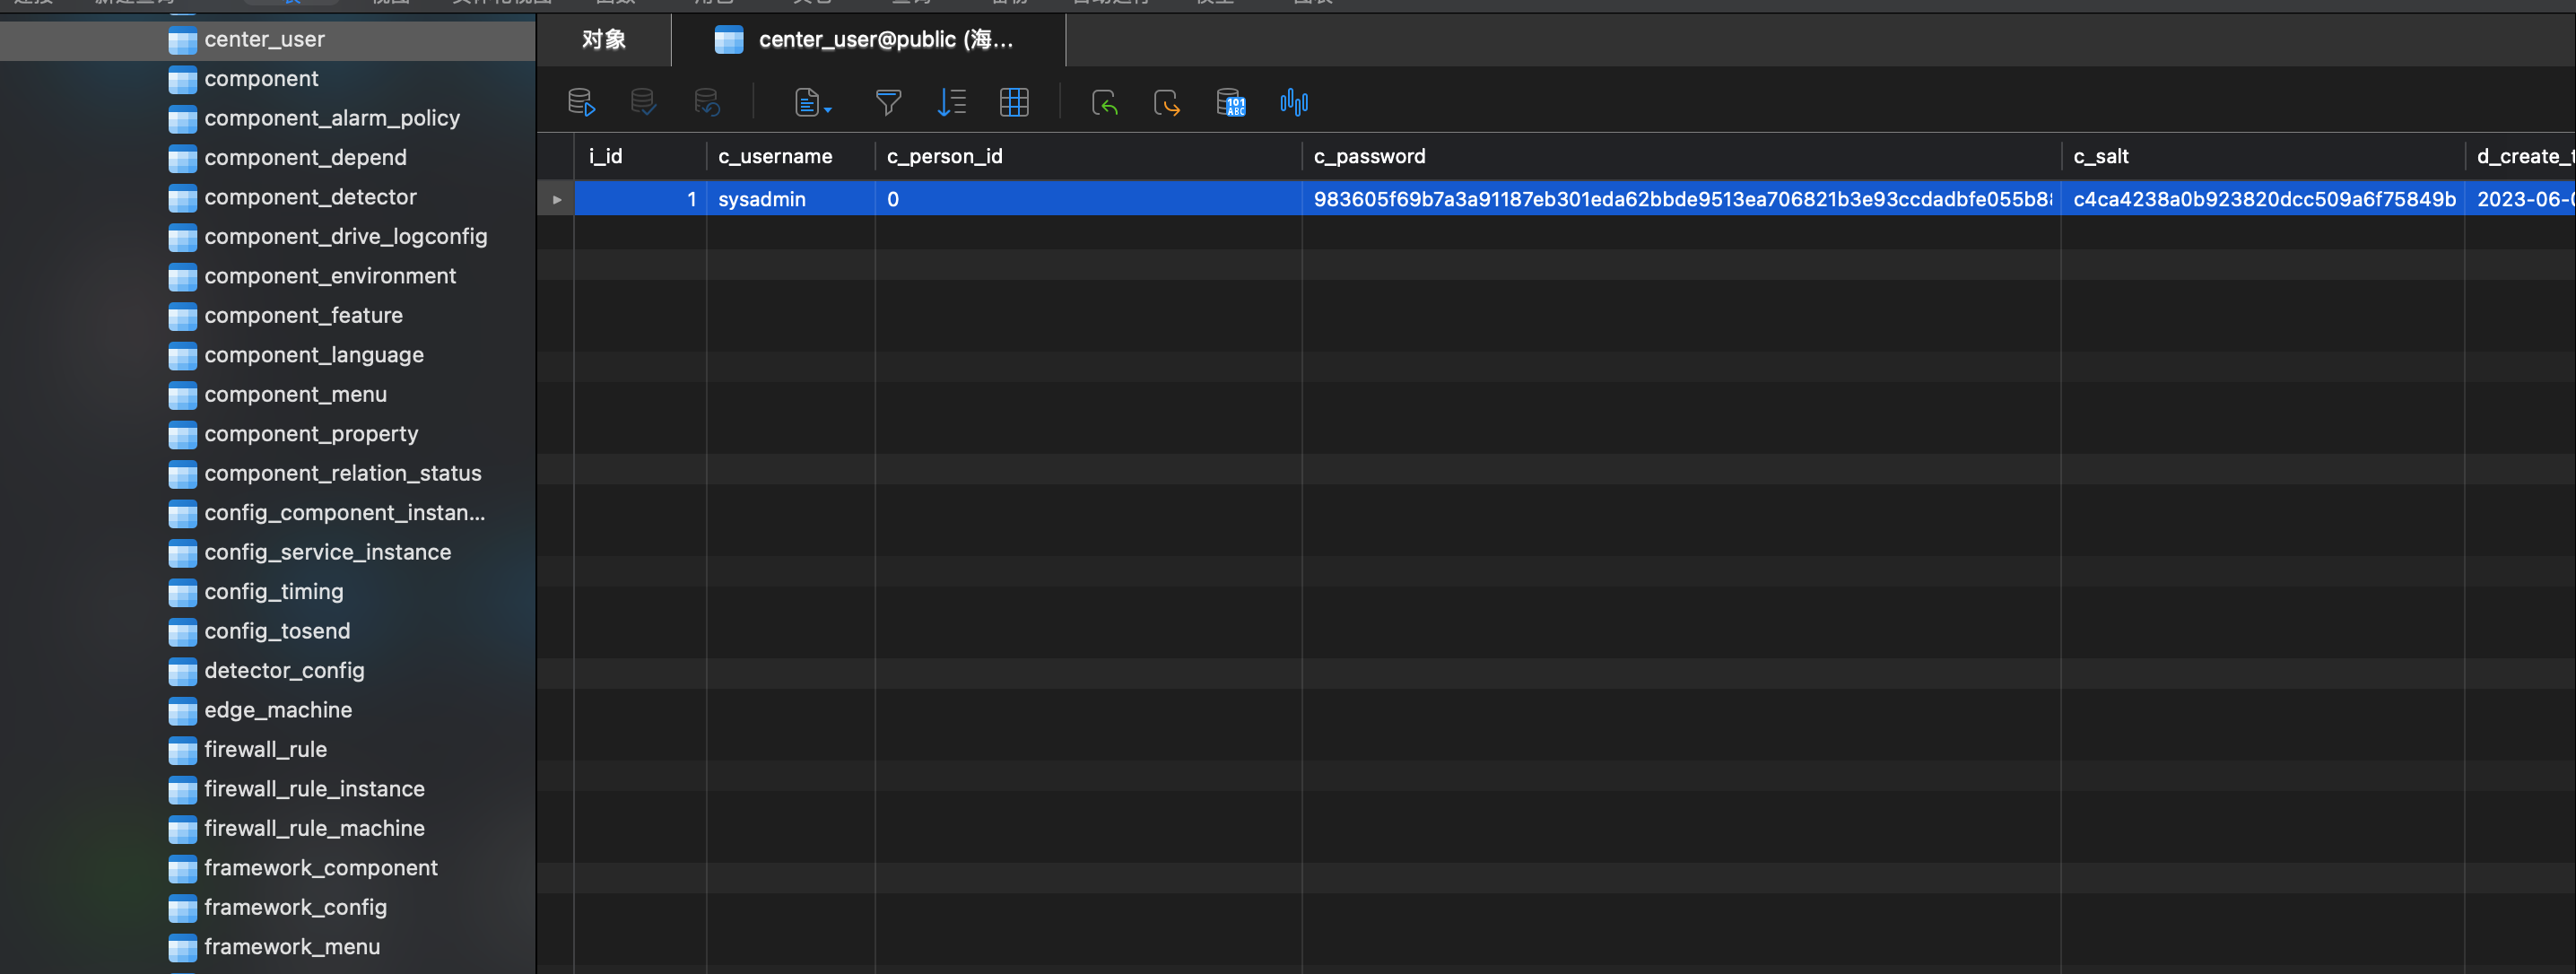 center_user
component
component_alarm_policy
component_depend
component_detector
component_drive_logconfig
component_environment
component_feature
component_language
component_menu
component_property
component_relation_status
config_component_instan...
config_service_instance
config_timing
config_tosend
detector_config
edge_machine
firewall_rule
firewall_rule_instance
firewall_rule_machine
framework_component
framework_config
framework_menu
对象 center_user@public (海...
i_id c_username c_person_id c_password c_salt d_create_t
1 sysadmin 0 983605f69b7a3a91187eb301eda62bbde9513ea706821b3e93ccdadbfe055b8 c4ca4238a0b923820dcc509a6f75849b 2023-06-0